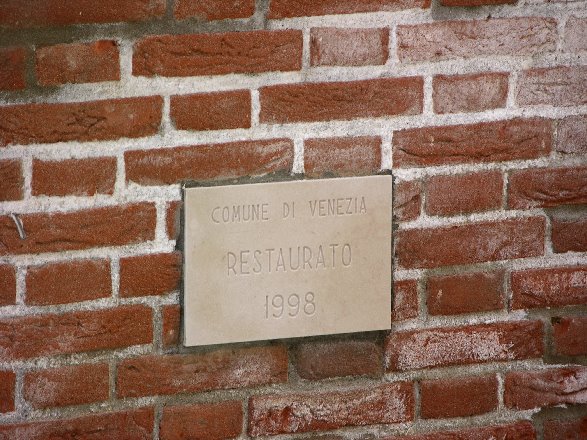 COMUNE DI VENEZIA
RESTAURATO
1998